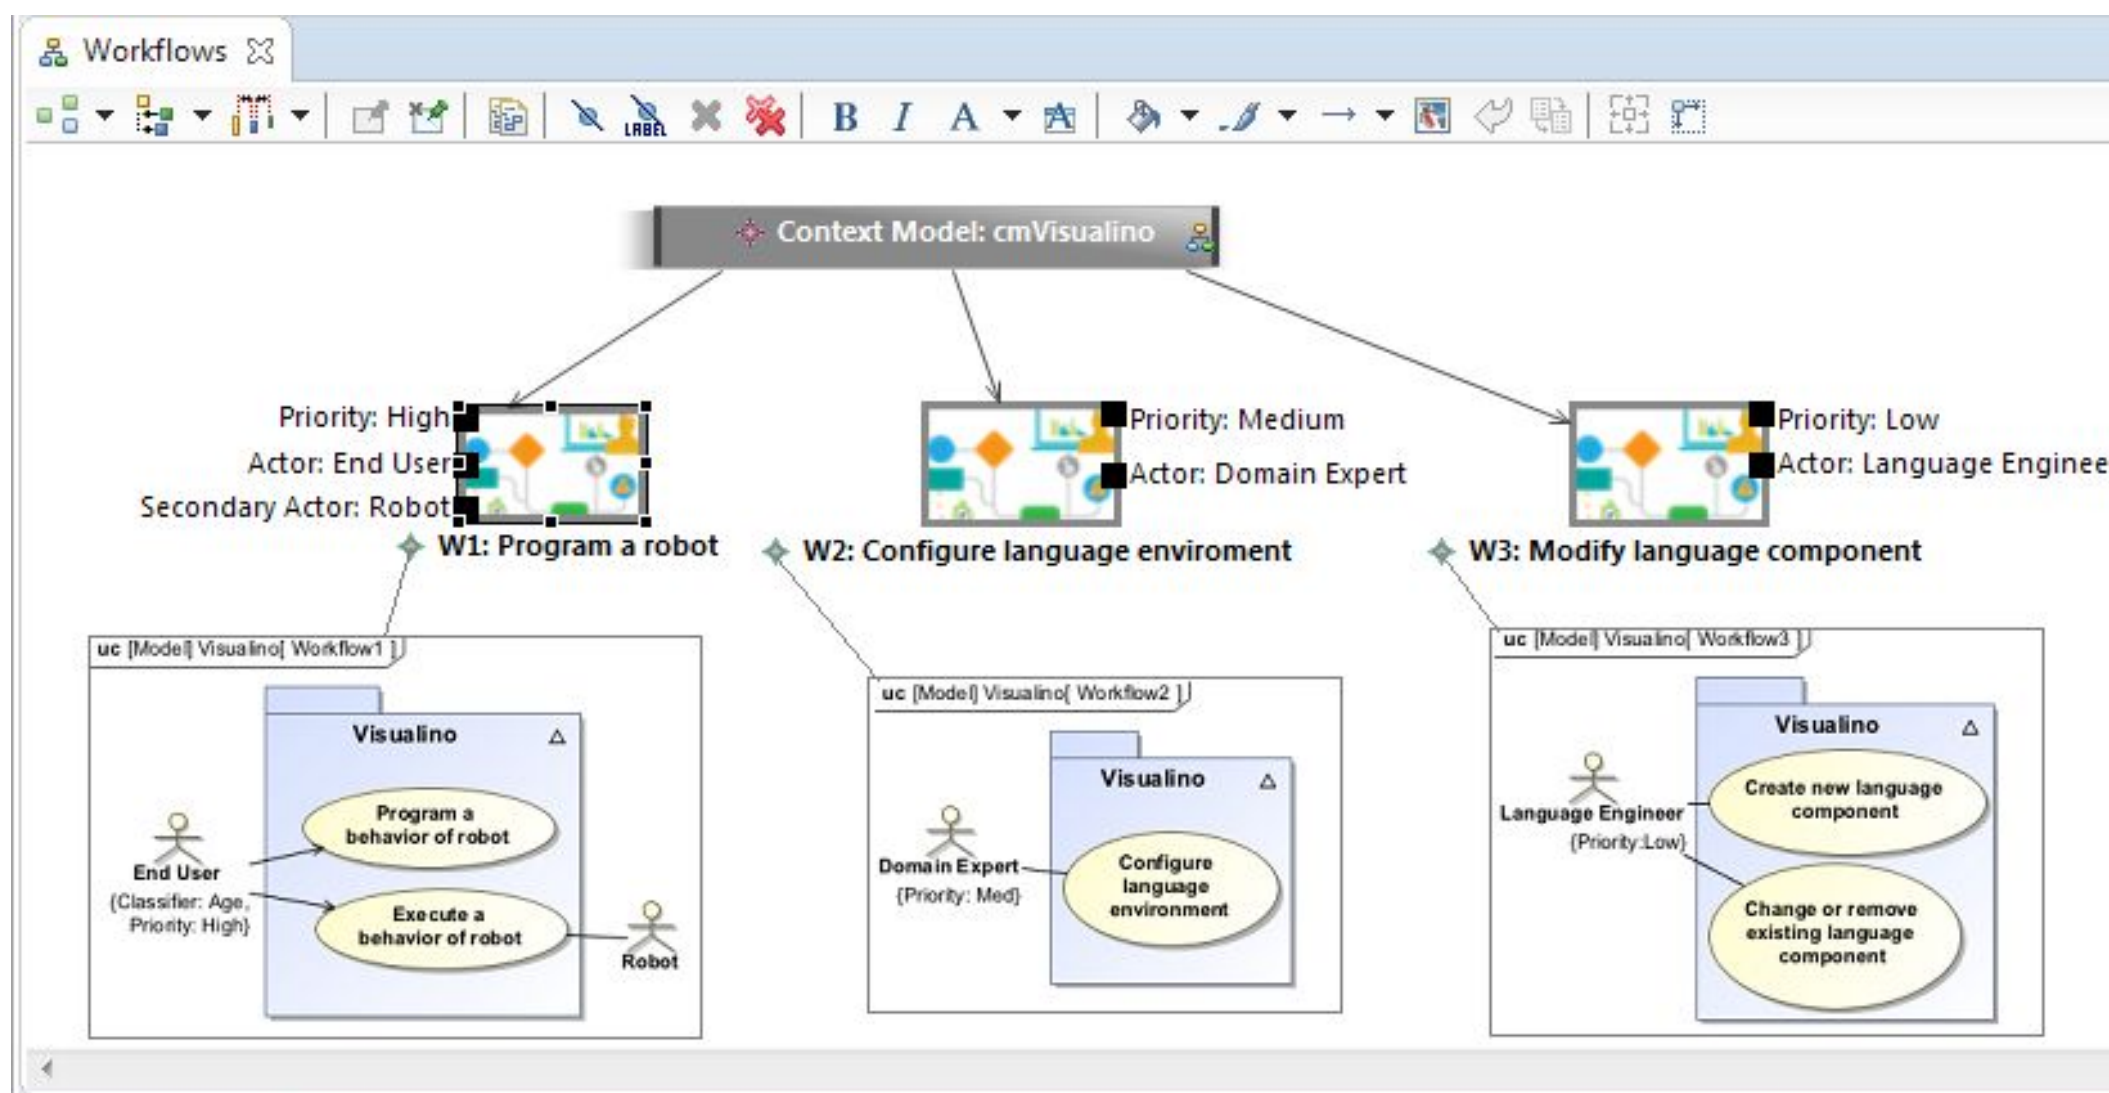 Workflows
LABEL
B I A A
Context Model: cmVisualino
Priority: High
Actor: End User
Secondary Actor: Robot
W1: Program a robot
Priority: Medium
Actor: Domain Expert
W2: Configure language enviroment
Priority: Low
Actor: Language Enginee
W3: Modify language component
uc [Model] Visualino[ Workflow1 ]
Visualino
Program a
behavior of robot
End User
{Classifier: Age,
Priority: High}
Execute a
behavior of robot
Robot
uc [Model] Visualino[ Workflow2 ]
Visualino
Domain Expert
{Priority: Med}
Configure
language
environment
uc [Model] Visualino[ Workflow3 ]
Visualino
Language Engineer
{Priority:Low}
Create new language
component
Change or remove
existing language
component